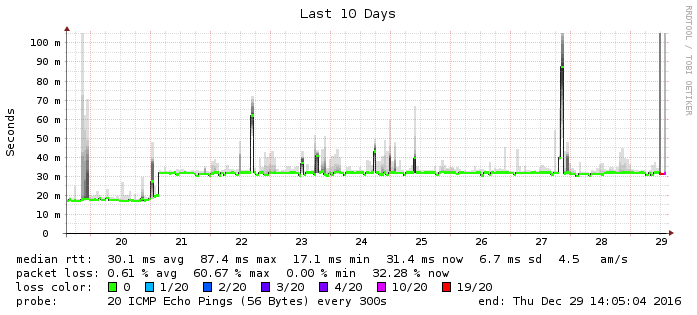 Last 10 Days
RRDTOOL / TOBI OETIKER
Seconds
100 m
90 m
80 m
70 m
60 m
50 m
40 m
30 m
20 m
10 m
0
20 21 22 23 24 25 26 27 28 29
median rtt: 30.1 ms avg 87.4 ms max 17.1 ms min 31.4 ms now 6.7 ms sd 4.5 am/s
packet loss: 0.61 % avg 60.67 % max 0.00 % min 32.28 % now
loss color: 0 1/20 2/20 3/20 4/20 10/20 19/20
probe: 20 ICMP Echo Pings (56 Bytes) every 300s end: Thu Dec 29 14:05:04 2016